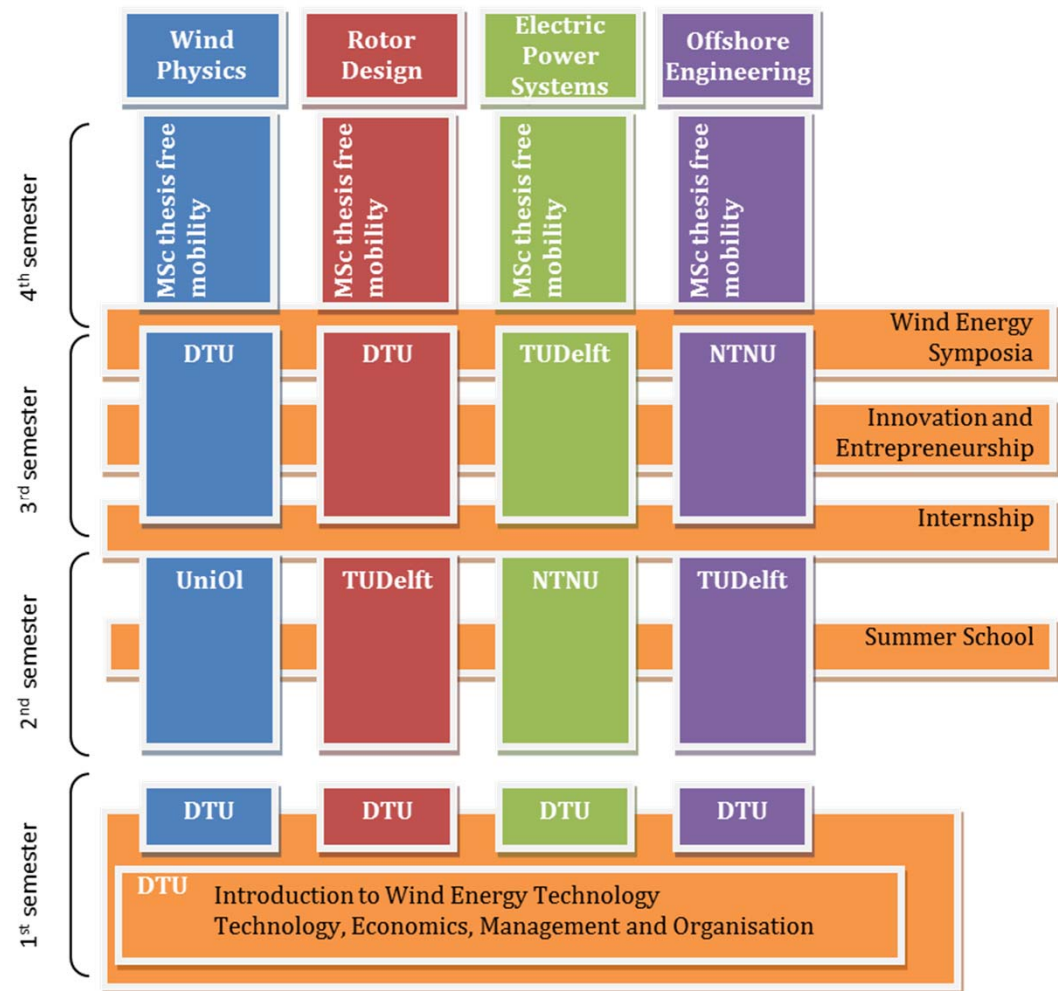 Wind
Physics
Rotor
Design
Electric
Power
Systems
Offshore
Engineering
4th semester
MSc thesis free
mobility
MSc thesis free
mobility
MSc thesis free
mobility
MSc thesis free
mobility
Wind Energy
Symposia
3rd semester
DTU
DTU
TUDelft
NTNU
Innovation and
Entrepreneurship
Internship
2nd semester
UniOl
TUDelft
NTNU
TUDelft
Summer School
1st semester
DTU
DTU
DTU
DTU
DTU
Introduction to Wind Energy Technology
Technology, Economics, Management and Organisation